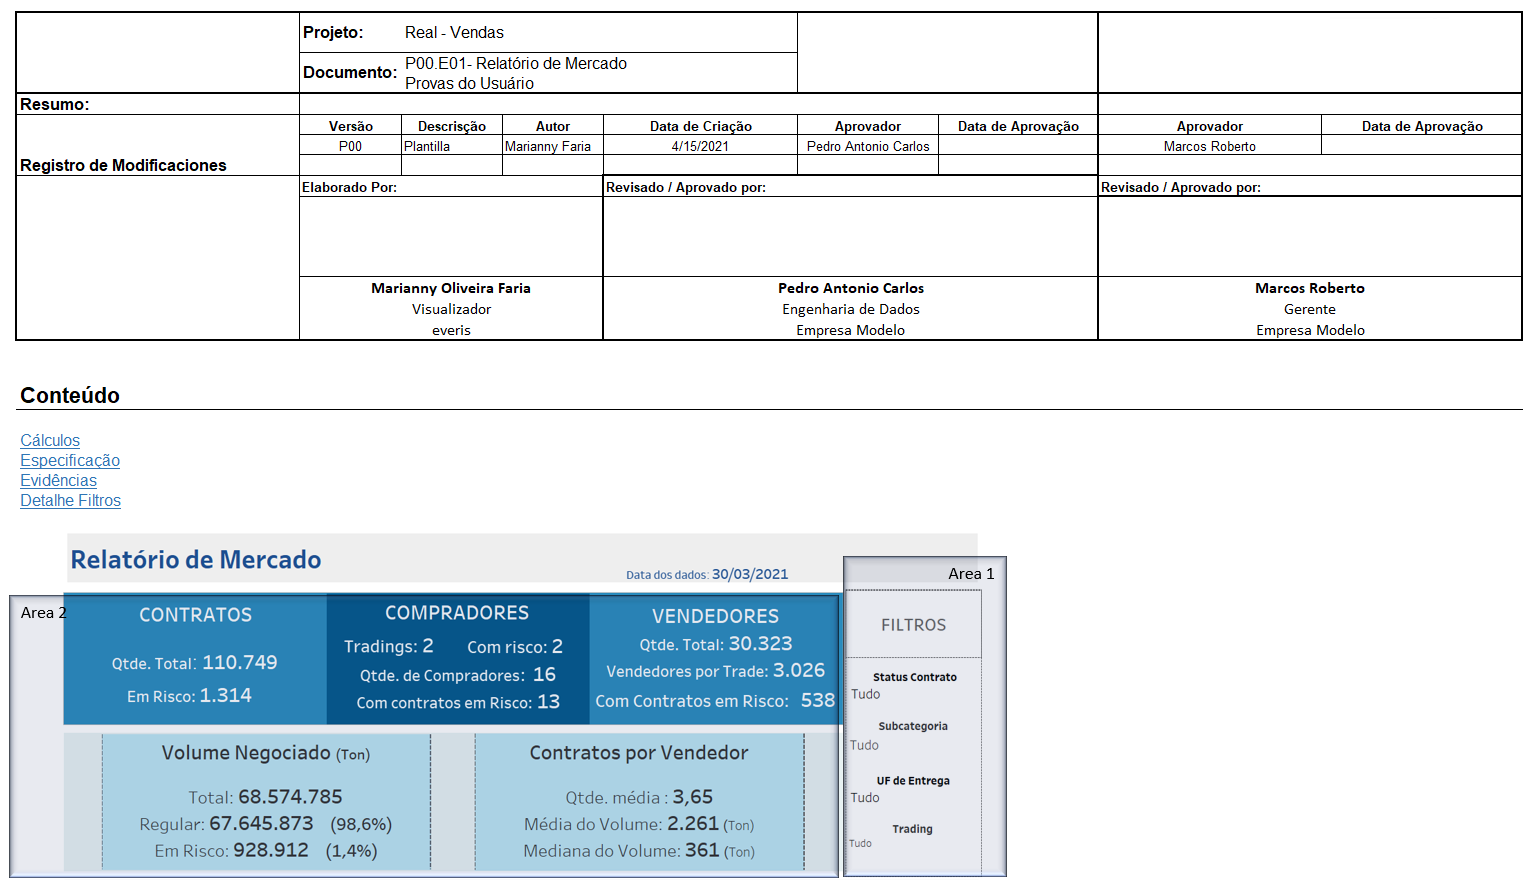 Projeto: Real - Vendas
Documento: P00.E01- Relatório de Mercado
Provas do Usuário
Resumo:
Versão Descrisção Autor Data de Criação Aprovador Data de Aprovação Aprovador Data de Aprovação
P00 Plantilla Marianny Faria 4/15/2021 Pedro Antonio Carlos Marcos Roberto
Registro de Modificaciones
Elaborado Por: Revisado / Aprovado por: Revisado / Aprovado por:
Marianny Oliveira Faria Pedro Antonio Carlos Marcos Roberto
Visualizador Engenharia de Dados Gerente
everis Empresa Modelo Empresa Modelo
Conteúdo
Cálculos
Especificação
Evidências
Detalhe Filtros
Relatório de Mercado
Data dos dados: 30/03/2021
Area 1
Area 2
CONTRATOS
Qtde. Total: 110.749
Em Risco: 1.314
COMPRADORES
Tradings: 2 Com risco: 2
Qtde. de Compradores: 16
Com contratos em Risco: 13
VENDEDORES
Qtde. Total: 30.323
Vendedores por Trade: 3.026
Com Contratos em Risco: 538
FILTROS
Status Contrato
Tudo
Subcategoria
Tudo
UF de Entrega
Tudo
Trading
Tudo
Volume Negociado (Ton)
Total: 68.574.785
Regular: 67.645.873 (98,6%)
Em Risco: 928.912 (1,4%)
Contratos por Vendedor
Qtde. média : 3,65
Média do Volume: 2.261 (Ton)
Mediana do Volume: 361 (Ton)